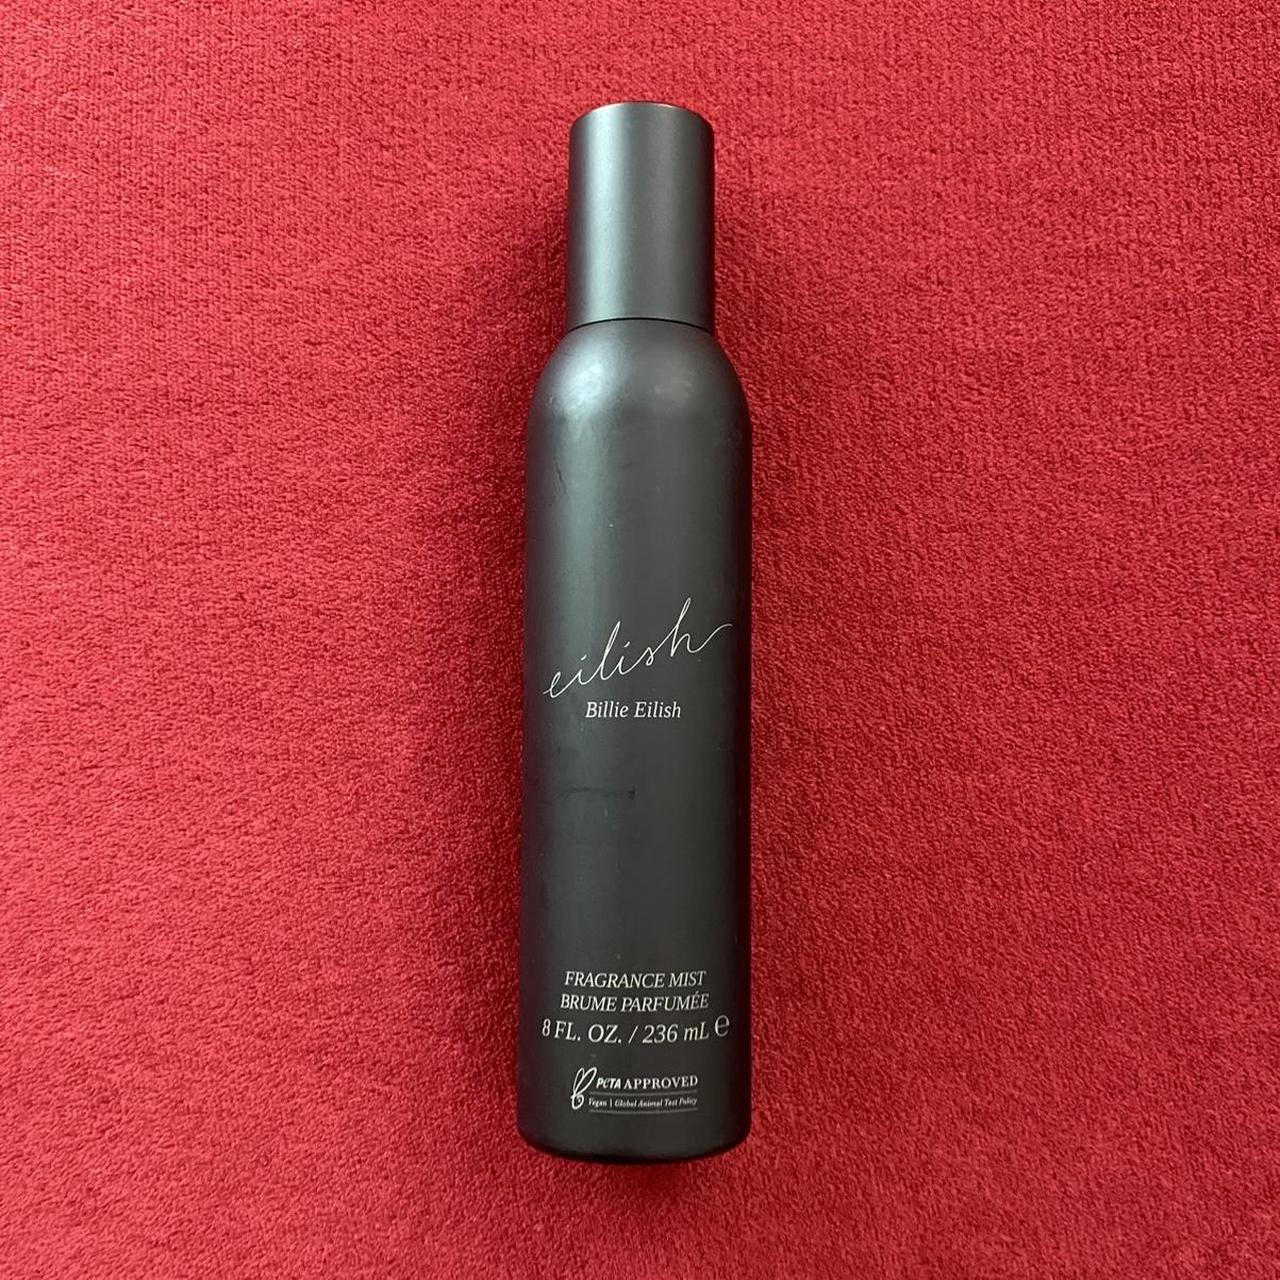 eilish
Billie Eilish
FRAGRANCE MIST
BRUME PARFUMÉE
8 FL. OZ. / 236 mL ℮
PETA APPROVED
Vegan | Global Animal Test Policy